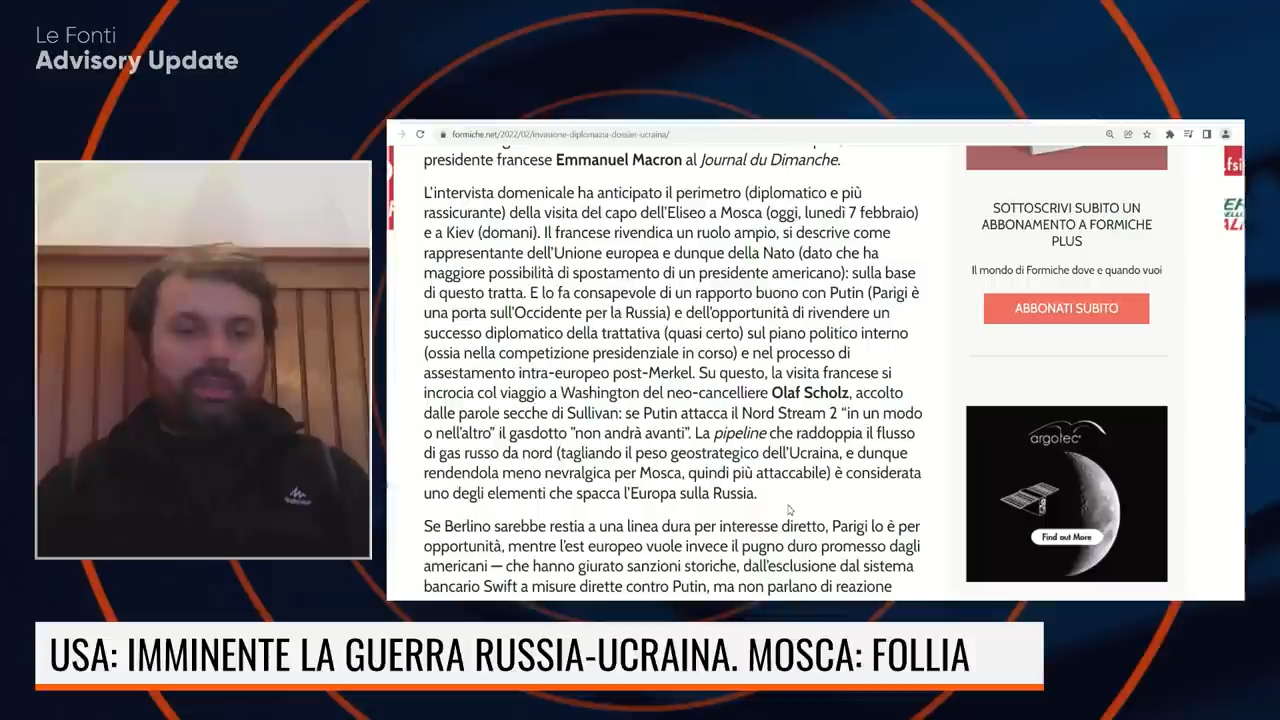 Le Fonti
Advisory Update
formiche.net/2022/02/invasione-diplomazia-dossier-ucraina/
presidente francese Emmanuel Macron al Journal du Dimanche.
L'intervista domenicale ha anticipato il perimetro (diplomatico e più
rassicurante) della visita del capo dell'Eliseo a Mosca (oggi, lunedì 7 febbraio)
e a Kiev (domani). Il francese rivendica un ruolo ampio, si descrive come
rappresentante dell'Unione europea e dunque della Nato (dato che ha
maggiore possibilità di spostamento di un presidente americano): sulla base
di questo tratta. E lo fa consapevole di un rapporto buono con Putin (Parigi è
una porta sull'Occidente per la Russia) e dell'opportunità di rivendere un
successo diplomatico della trattativa (quasi certo) sul piano politico interno
(ossia nella competizione presidenziale in corso) e nel processo di
assestamento intra-europeo post-Merkel. Su questo, la visita francese si
incrocia col viaggio a Washington del neo-cancelliere Olaf Scholz, accolto
dalle parole secche di Sullivan: se Putin attacca il Nord Stream 2 “in un modo
o nell'altro” il gasdotto ”non andrà avanti”. La pipeline che raddoppia il flusso
di gas russo da nord (tagliando il peso geostrategico dell'Ucraina, e dunque
rendendola meno nevralgica per Mosca, quindi più attaccabile) è considerata
uno degli elementi che spacca l'Europa sulla Russia.
Se Berlino sarebbe restia a una linea dura per interesse diretto, Parigi lo è per
opportunità, mentre l'est europeo vuole invece il pugno duro promesso dagli
americani — che hanno giurato sanzioni storiche, dall'esclusione dal sistema
bancario Swift a misure dirette contro Putin, ma non parlano di reazione
SOTTOSCRIVI SUBITO UN
ABBONAMENTO A FORMICHE
PLUS
Il mondo di Formiche dove e quando vuoi
ABBONATI SUBITO
argotec
Find out More
.fsi
USA: IMMINENTE LA GUERRA RUSSIA-UCRAINA. MOSCA: FOLLIA